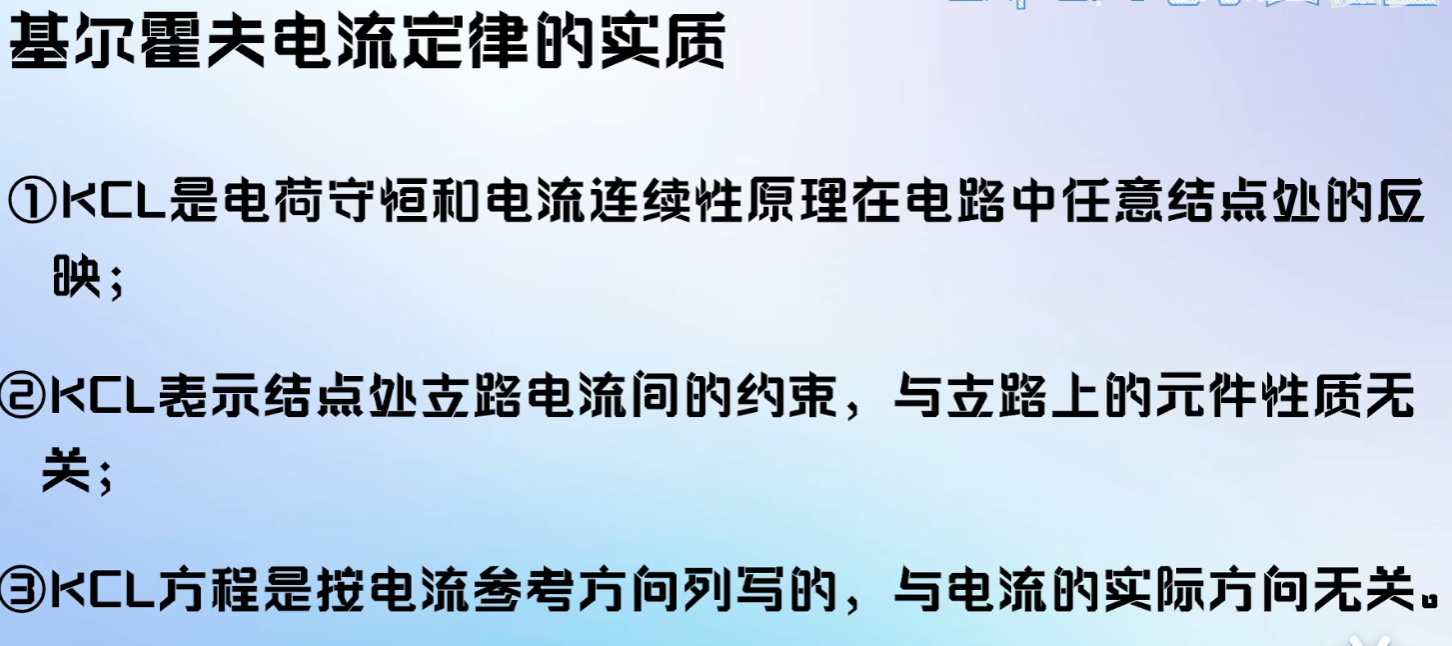 基尔霍夫电流定律的实质
①KCL是电荷守恒和电流连续性原理在电路中任意结点处的反
映；
②KCL表示结点处支路电流间的约束，与支路上的元件性质无
关；
③KCL方程是按电流参考方向列写的，与电流的实际方向无关。